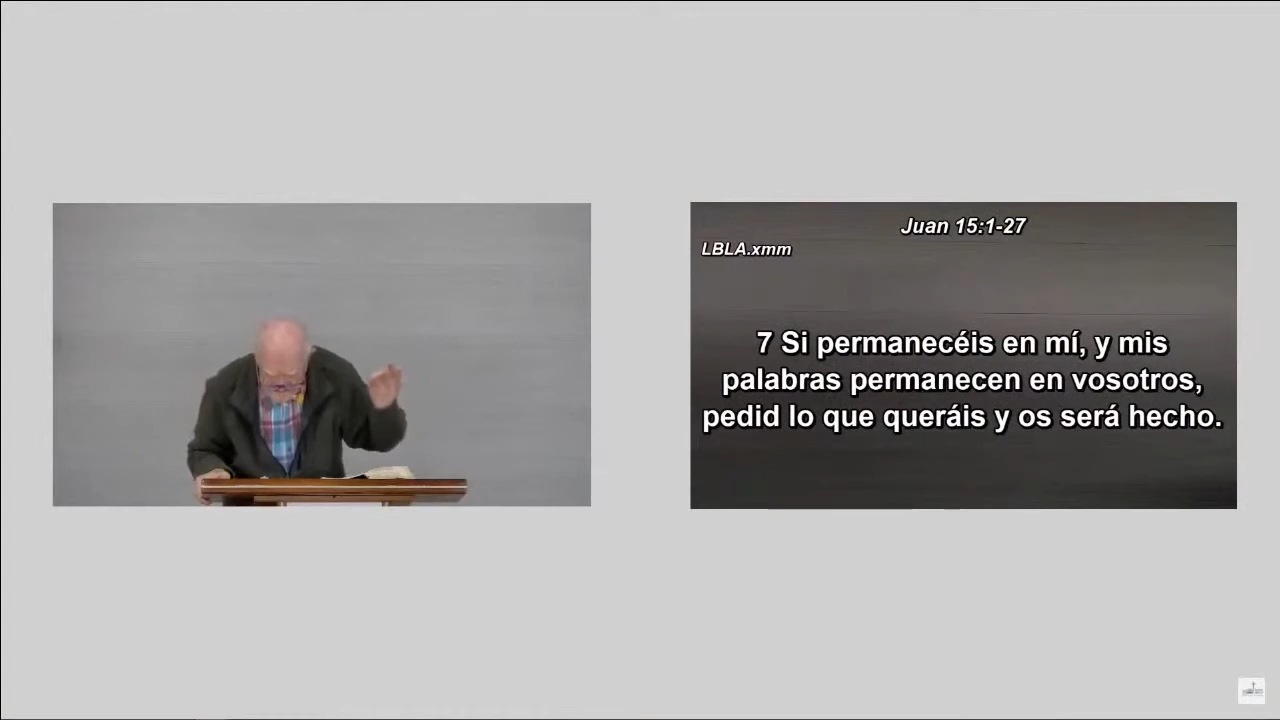 Juan 15:1-27
LBLA.xmm
7 Si permanecéis en mí, y mis
palabras permanecen en vosotros,
pedid lo que queráis y os será hecho.